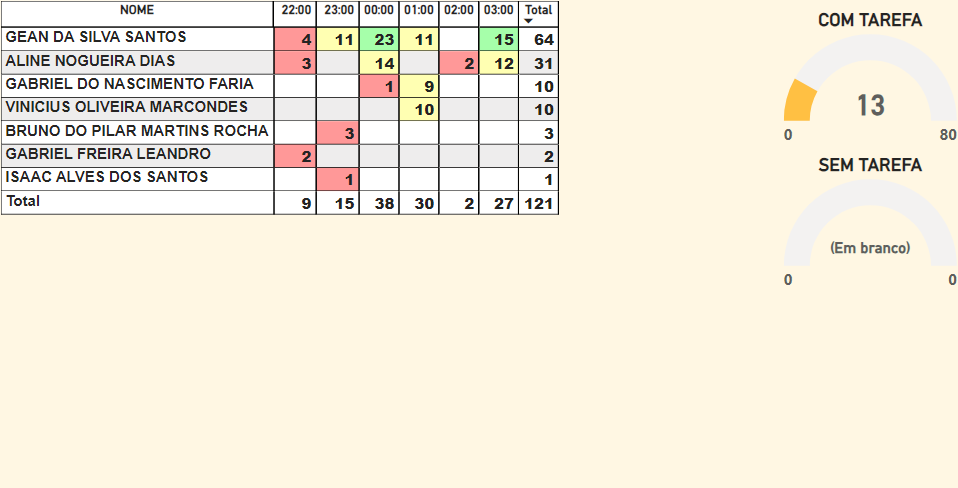 NOME 22:00 23:00 00:00 01:00 02:00 03:00 Total
GEAN DA SILVA SANTOS 4 11 23 11 15 64
ALINE NOGUEIRA DIAS 3 14 2 12 31
GABRIEL DO NASCIMENTO FARIA 1 9 10
VINICIUS OLIVEIRA MARCONDES 10 10
BRUNO DO PILAR MARTINS ROCHA 3 3
GABRIEL FREIRA LEANDRO 2 2
ISAAC ALVES DOS SANTOS 1 1
Total 9 15 38 30 2 27 121
COM TAREFA
13
0 80
SEM TAREFA
(Em branco)
0 0